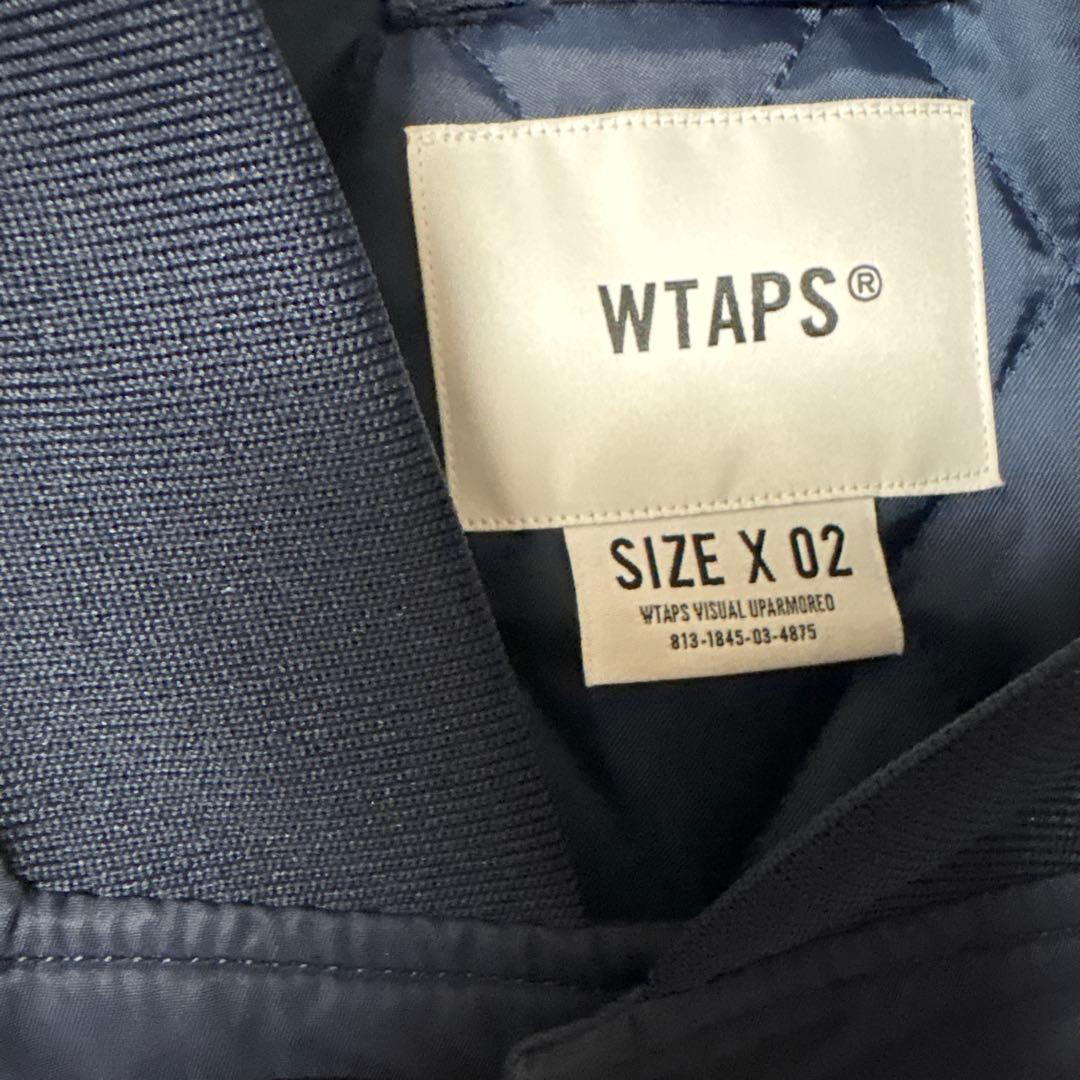 WTAPS®
SIZE X 02
WTAPS VISUAL UPARMORED
813-1845-03-4875